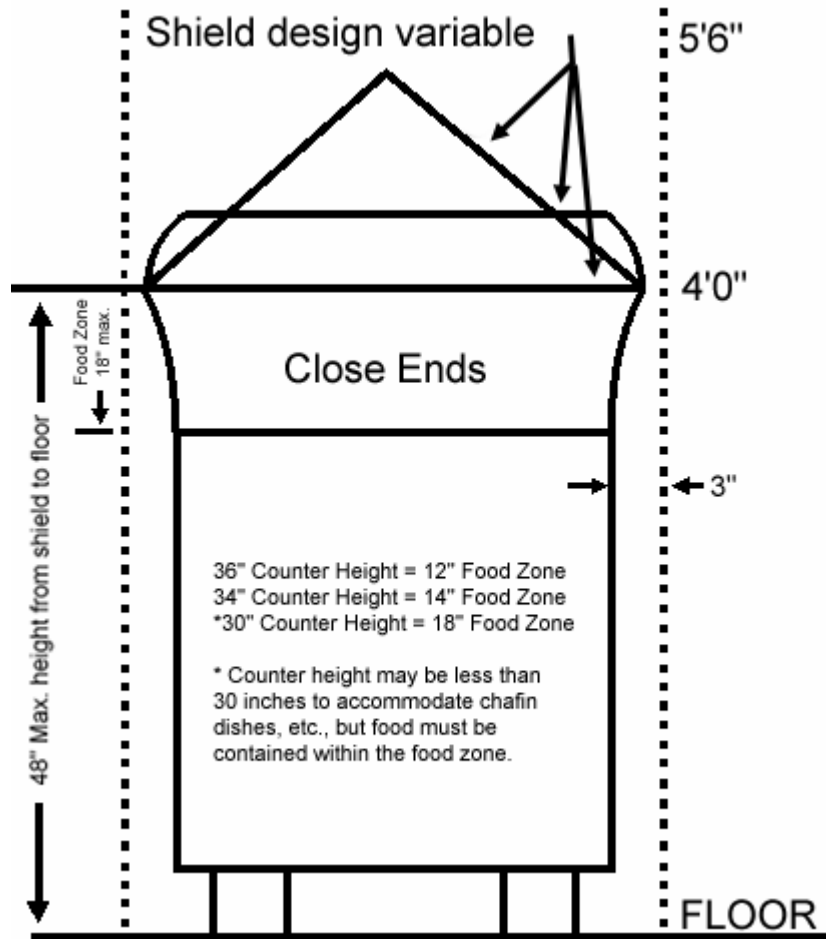 Shield design variable
5'6"
4'0"
Food Zone
18" max.
Close Ends
48" Max. height from shield to floor
3"
36" Counter Height = 12" Food Zone
34" Counter Height = 14" Food Zone
*30" Counter Height = 18" Food Zone
* Counter height may be less than
30 inches to accommodate chafin
dishes, etc., but food must be
contained within the food zone.
FLOOR